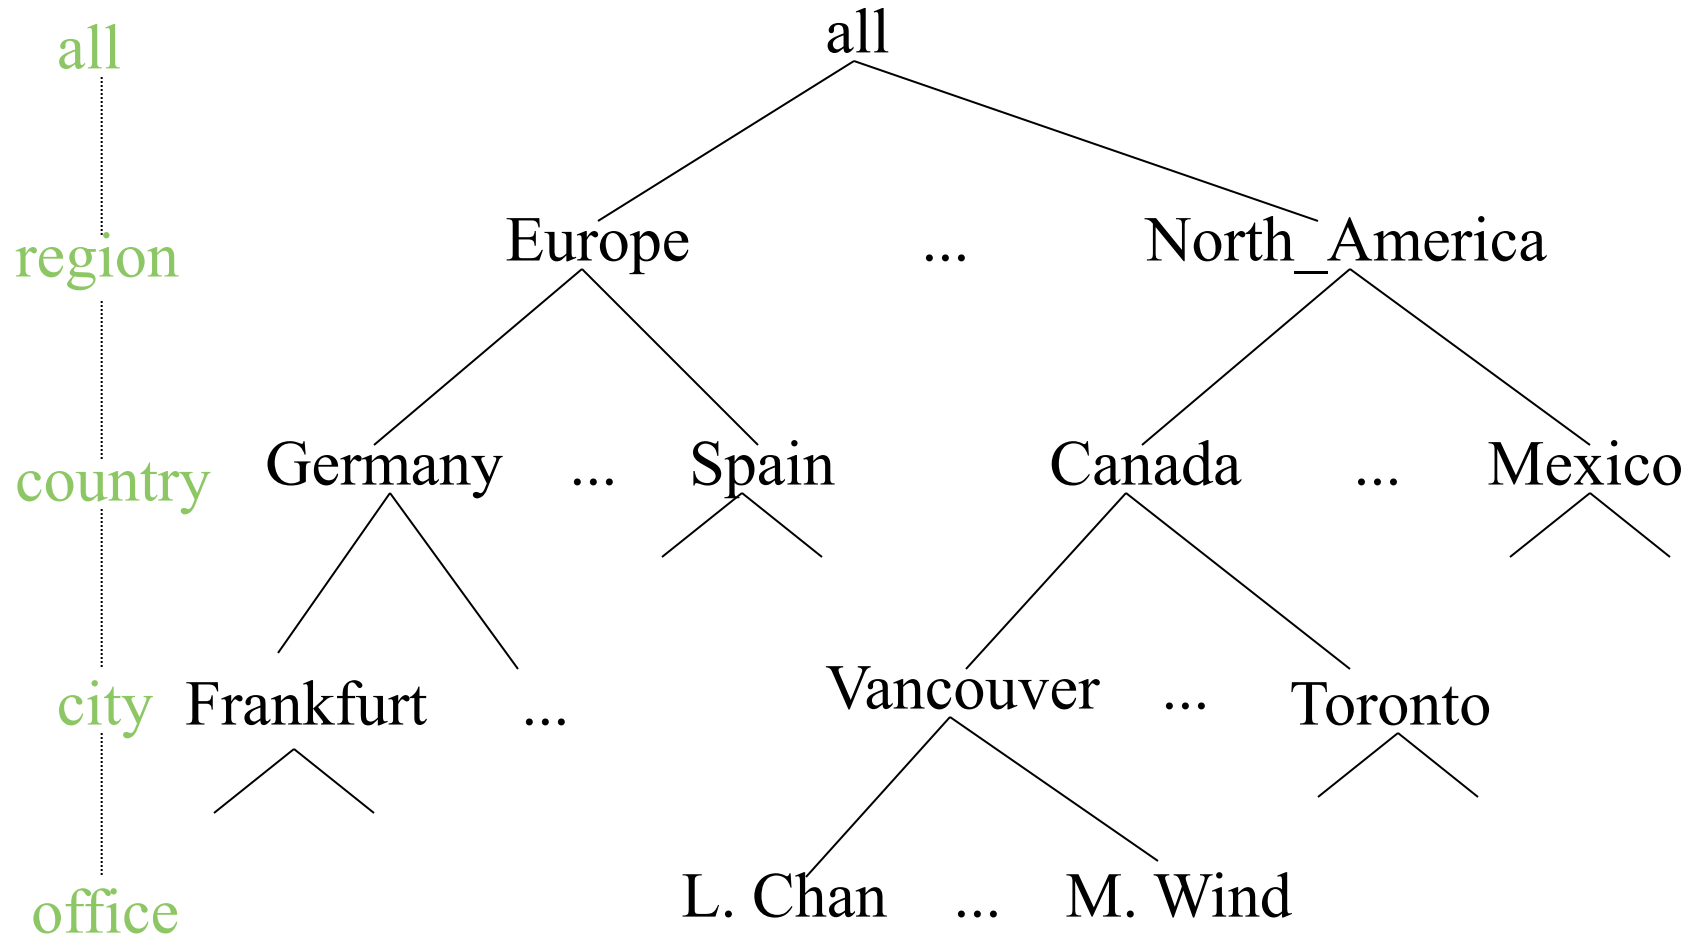 all all
region Europe ... North_America
country Germany ... Spain Canada ... Mexico
city Frankfurt ... Vancouver ... Toronto
office L. Chan ... M. Wind